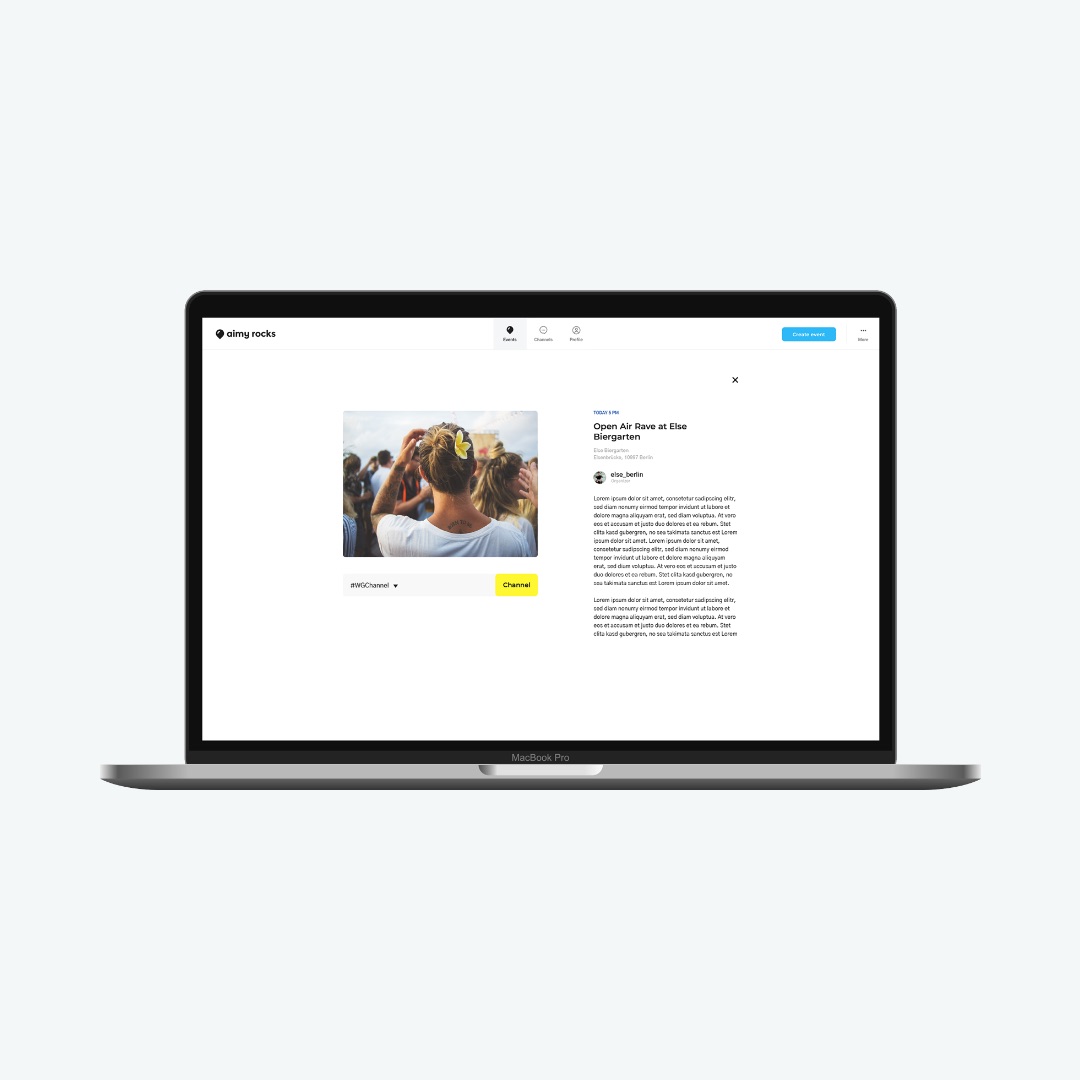 aimy rocks
Events
Channels
Profile
Create event
More
TODAY 5 PM
Open Air Rave at Else
Biergarten
Else Biergarten
Elsenbrücke, 10997 Berlin
else_berlin
Organizer
Lorem ipsum dolor sit amet, consetetur sadipscing elitr,
sed diam nonumy eirmod tempor invidunt ut labore et
dolore magna aliquyam erat, sed diam voluptua. At vero
eos et accusam et justo duo dolores et ea rebum. Stet
clita kasd gubergren, no sea takimata sanctus est Lorem
ipsum dolor sit amet. Lorem ipsum dolor sit amet,
consetetur sadipscing elitr, sed diam nonumy eirmod
tempor invidunt ut labore et dolore magna aliquyam
erat, sed diam voluptua. At vero eos et accusam et justo
duo dolores et ea rebum. Stet clita kasd gubergren, no
sea takimata sanctus est Lorem ipsum dolor sit amet.
Lorem ipsum dolor sit amet, consetetur sadipscing elitr,
sed diam nonumy eirmod tempor invidunt ut labore et
dolore magna aliquyam erat, sed diam voluptua. At vero
eos et accusam et justo duo dolores et ea rebum. Stet
clita kasd gubergren, no sea takimata sanctus est Lorem
#WGChannel
Channel
MacBook Pro